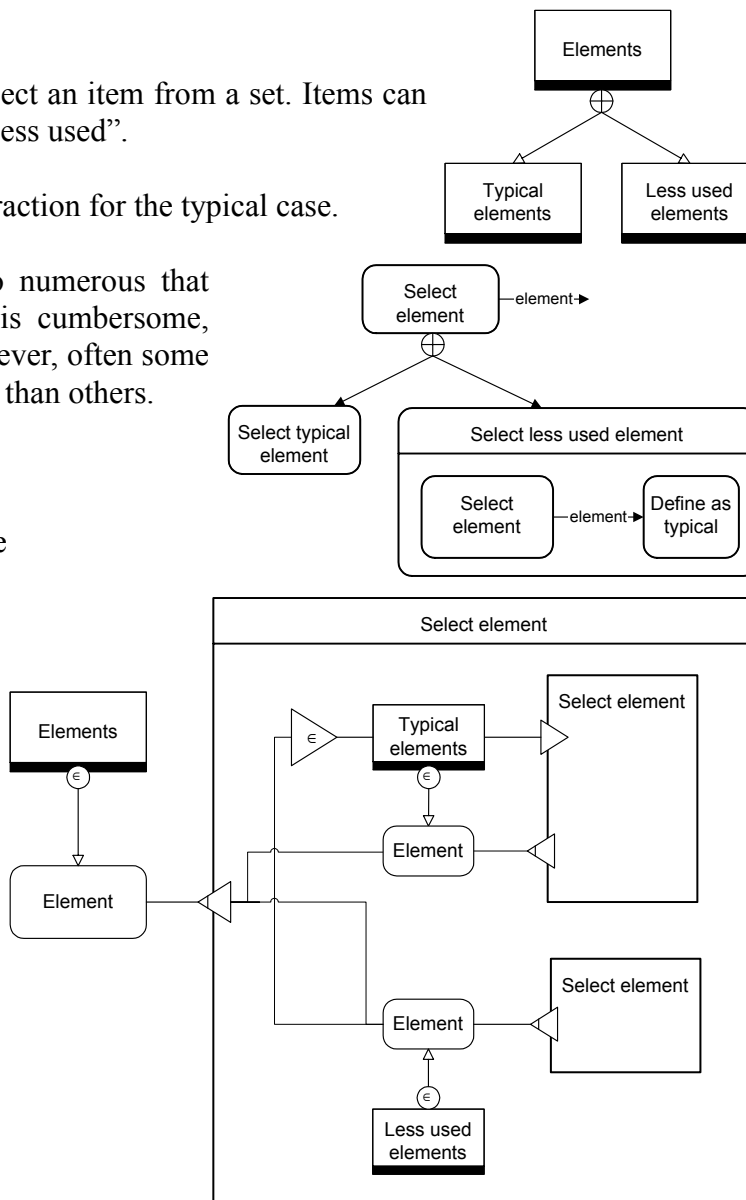 Elements
ect an item from a set. Items can
ess used”.
Typical
elements
Less used
elements
raction for the typical case.
o numerous that
is cumbersome,
ever, often some
than others.
Select
element
element
Select typical
element
Select less used element
Select
element
element
Define as
typical
e
Select element
Elements
∈
Element
∈
Typical
elements
∈
Element
Select element
Element
Select element
∈
Less used
elements